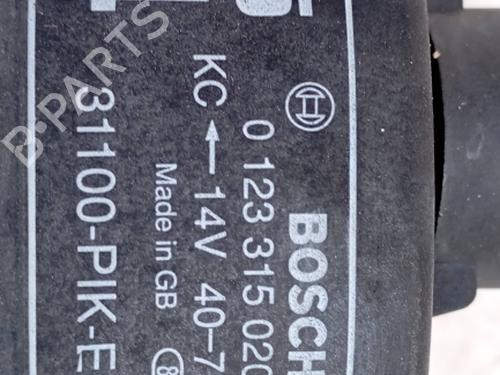 BOSCH
0 123 315 020
KC ← 14V 40-7
Made in GB
31100-PIK-E
B-PARTS